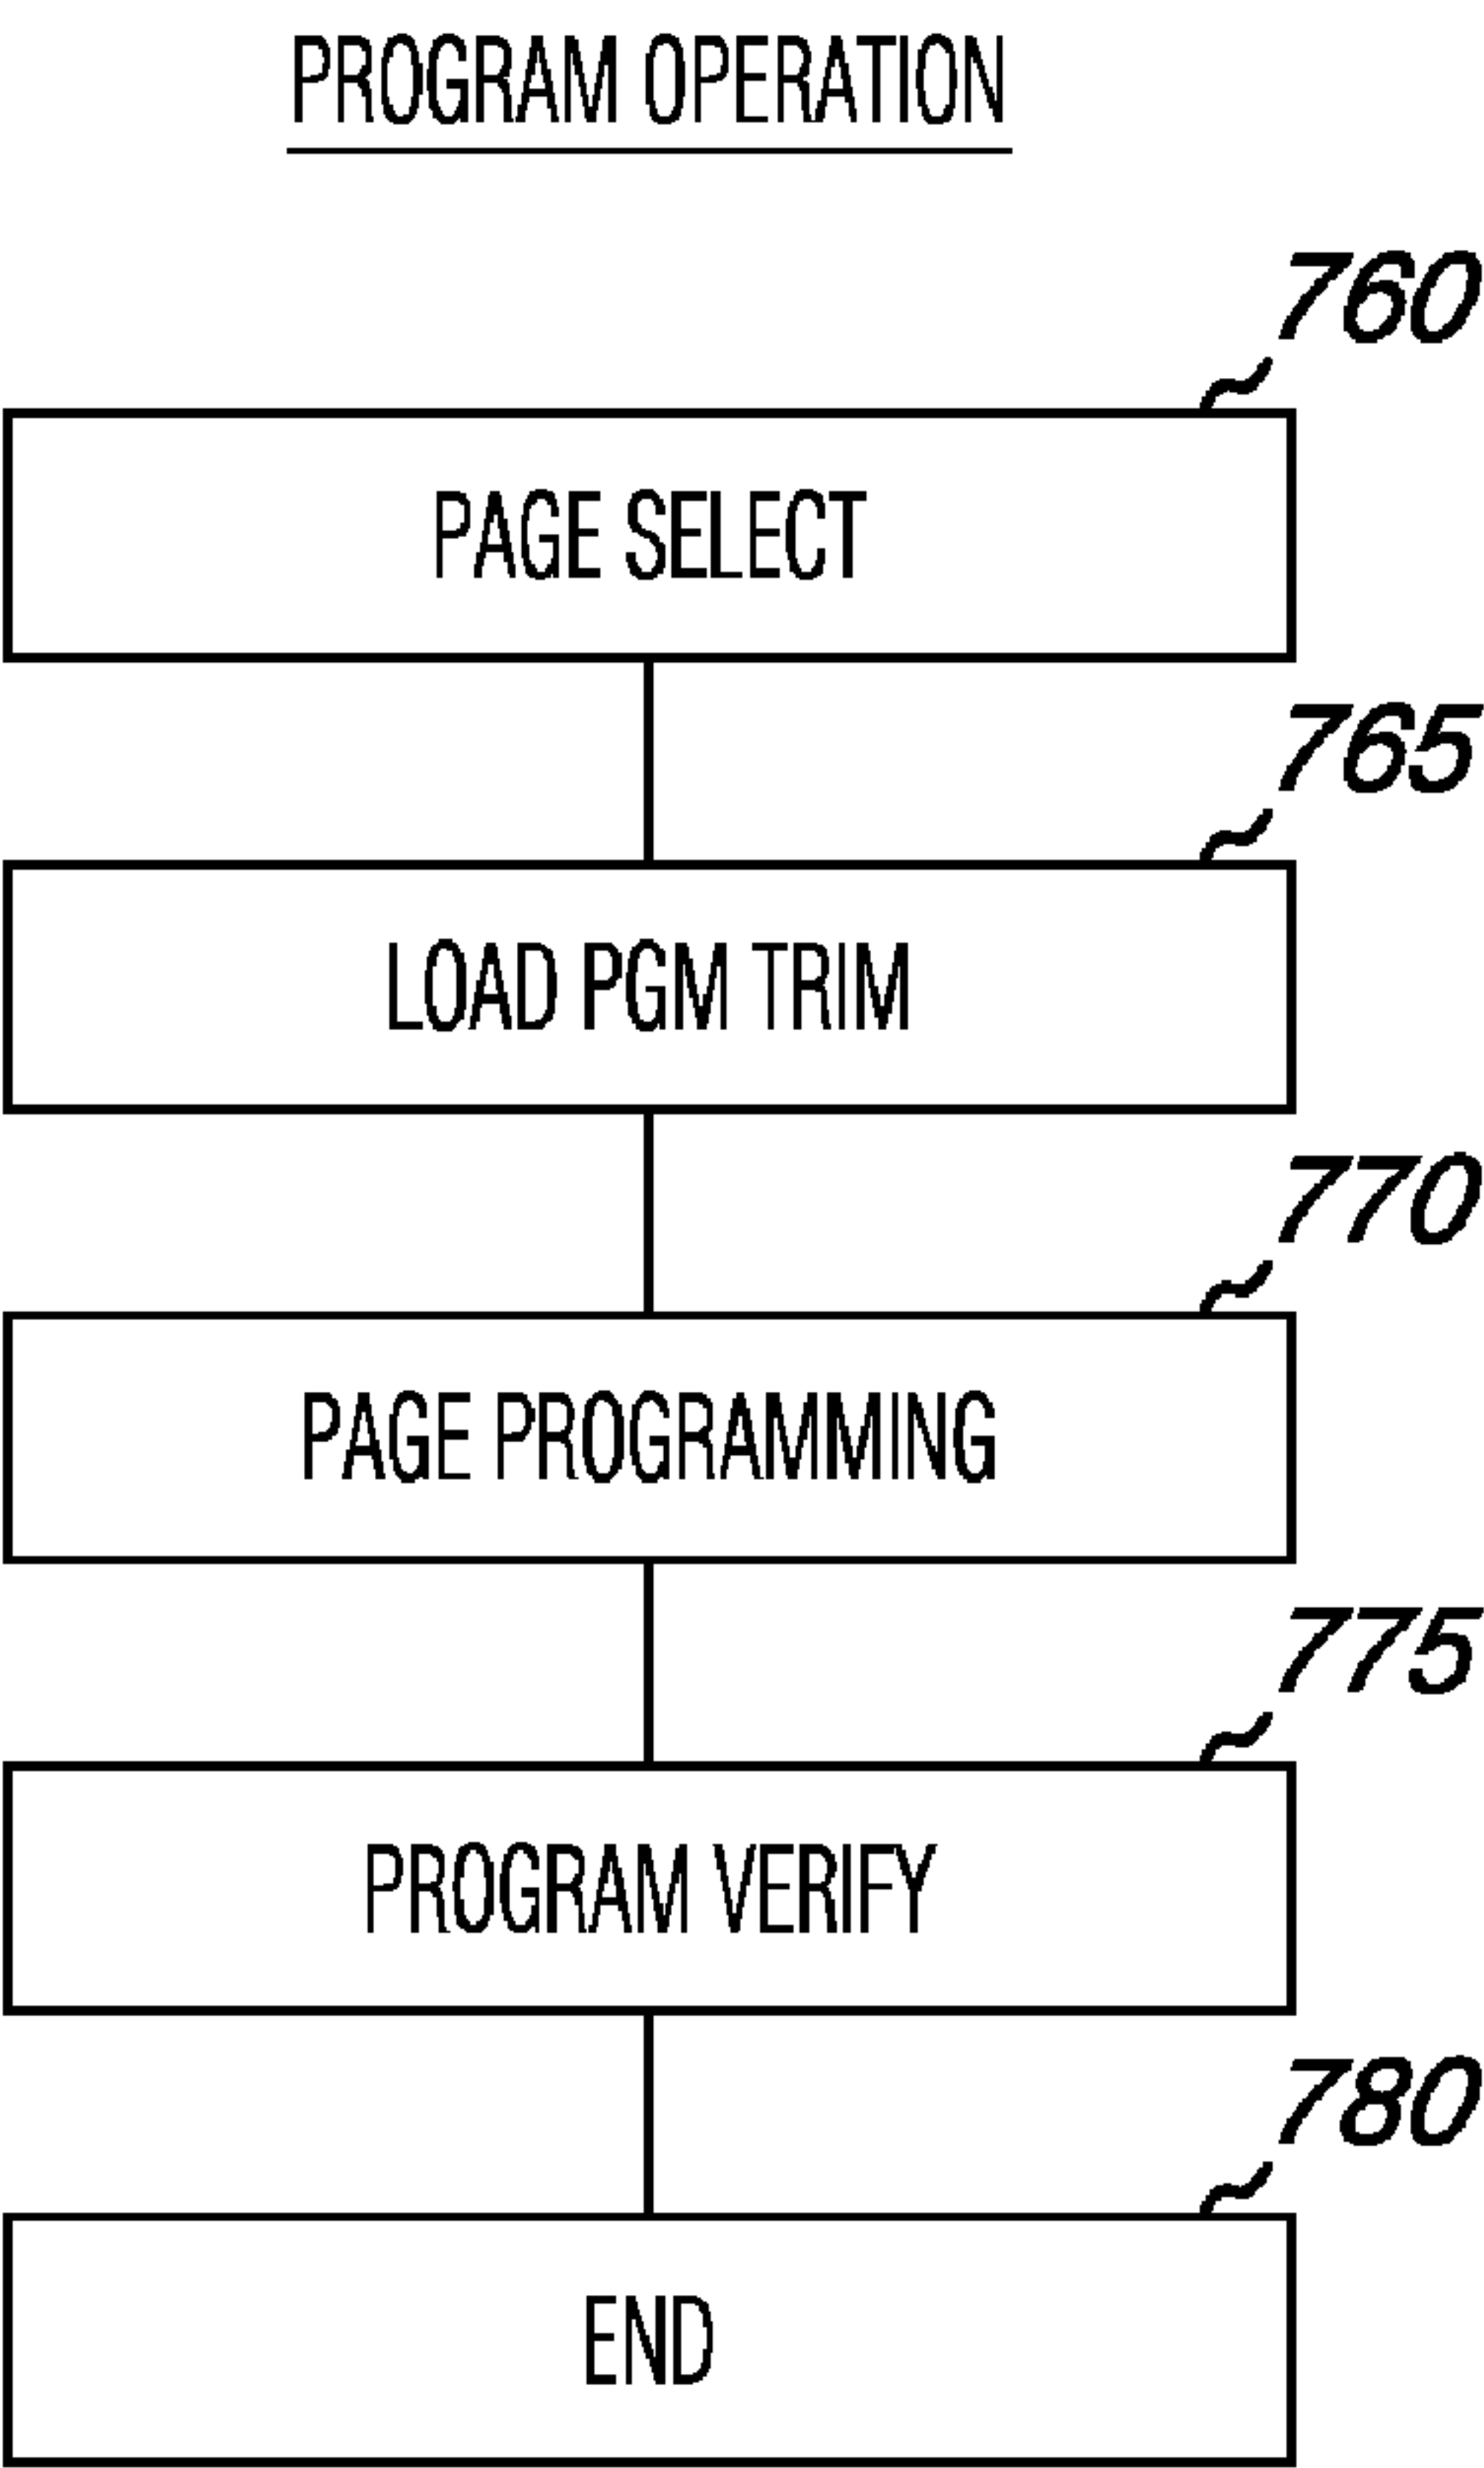 PROGRAM OPERATION
760
PAGE SELECT
765
LOAD PGM TRIM
770
PAGE PROGRAMMING
775
PROGRAM VERIFY
780
END